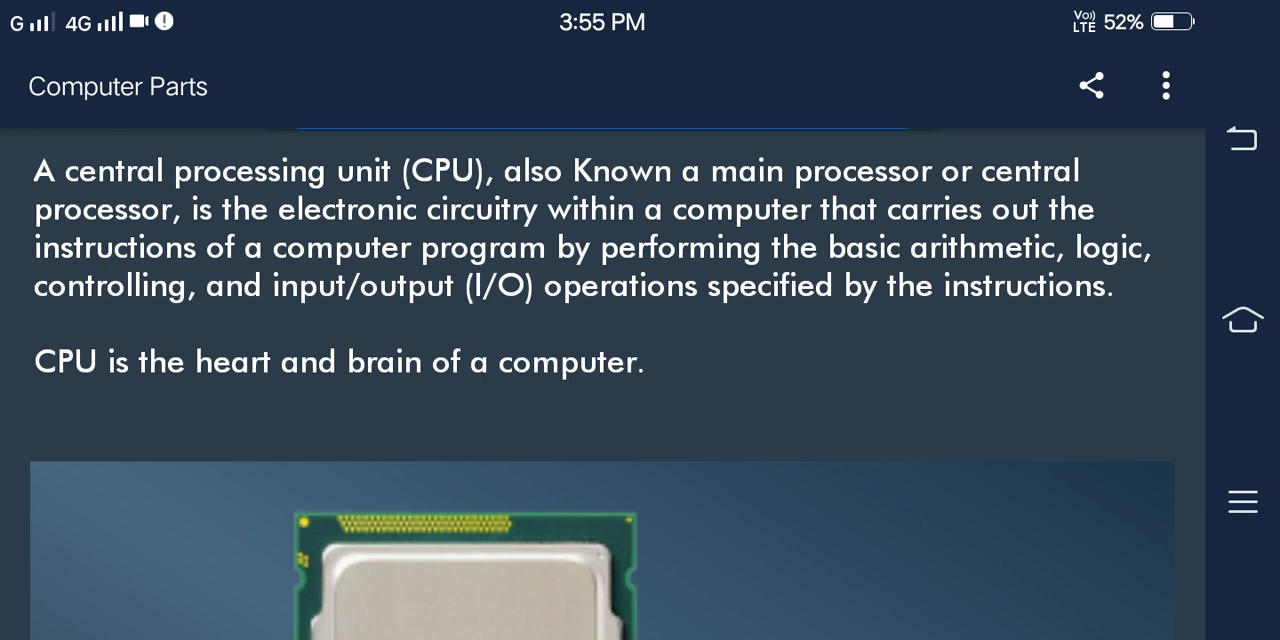 G 4G 3:55 PM Vo)) LTE 52%
Computer Parts
A central processing unit (CPU), also Known a main processor or central
processor, is the electronic circuitry within a computer that carries out the
instructions of a computer program by performing the basic arithmetic, logic,
controlling, and input/output (I/O) operations specified by the instructions.
CPU is the heart and brain of a computer.